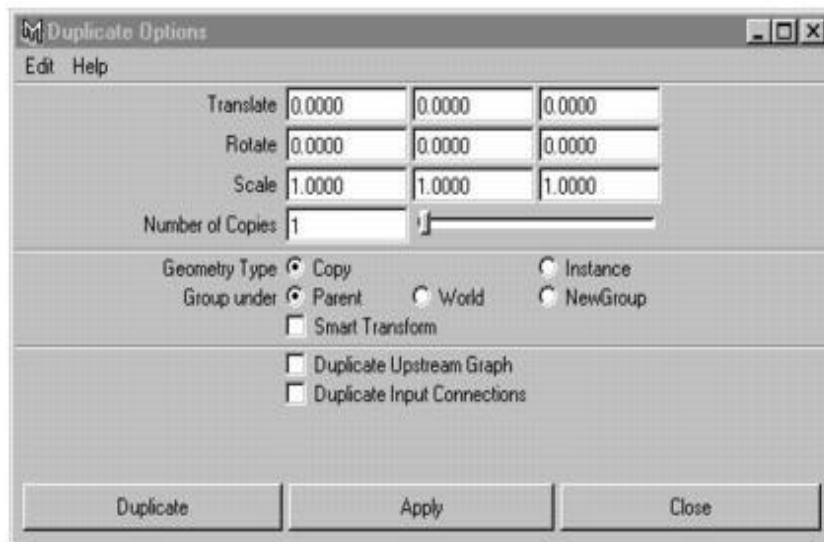 Duplicate Options
Edit Help
Translate 0.0000 0.0000 0.0000
Rotate 0.0000 0.0000 0.0000
Scale 1.0000 1.0000 1.0000
Number of Copies 1
Geometry Type Copy Instance
Group under Parent World NewGroup
Smart Transform
Duplicate Upstream Graph
Duplicate Input Connections
Duplicate Apply Close